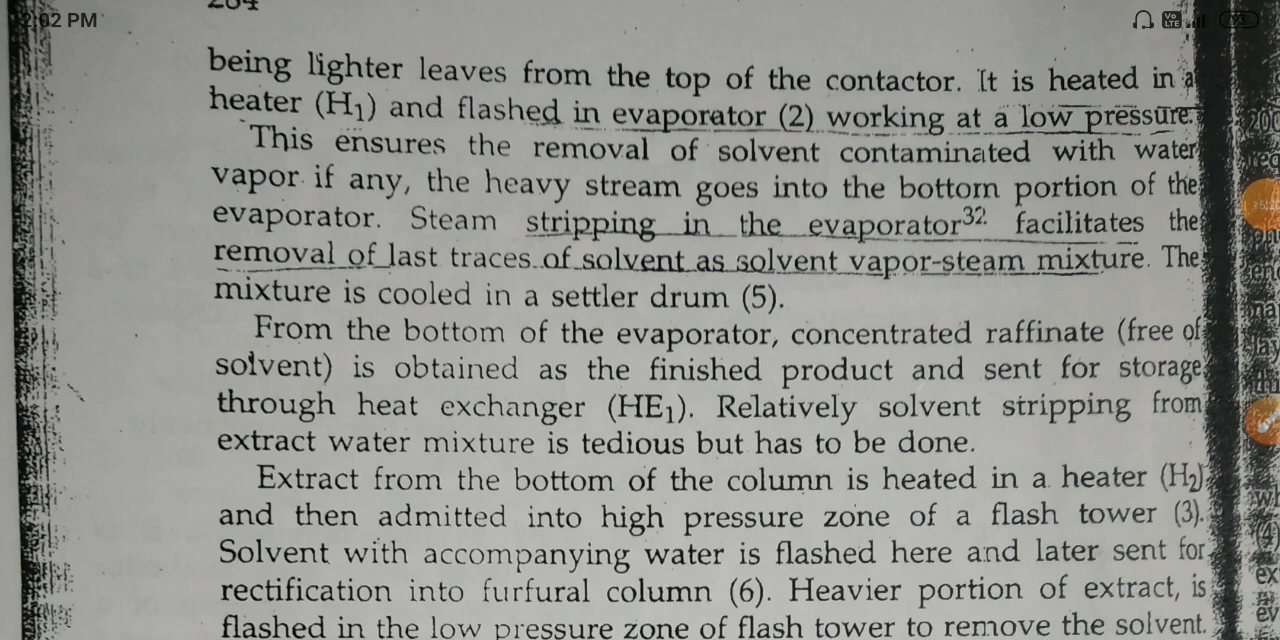 2:02 PM
being lighter leaves from the top of the contactor. It is heated in a
heater (H₁) and flashed in evaporator (2) working at a low pressure.
This ensures the removal of solvent contaminated with water
vapor if any, the heavy stream goes into the bottom portion of the
evaporator. Steam stripping in the evaporator³² facilitates the
removal of last traces of solvent as solvent vapor-steam mixture. The
mixture is cooled in a settler drum (5).
From the bottom of the evaporator, concentrated raffinate (free of
solvent) is obtained as the finished product and sent for storage
through heat exchanger (HE₁). Relatively solvent stripping from
extract water mixture is tedious but has to be done.
Extract from the bottom of the column is heated in a heater (H₂)
and then admitted into high pressure zone of a flash tower (3).
Solvent with accompanying water is flashed here and later sent for
rectification into furfural column (6). Heavier portion of extract, is
flashed in the low pressure zone of flash tower to remove the solvent.